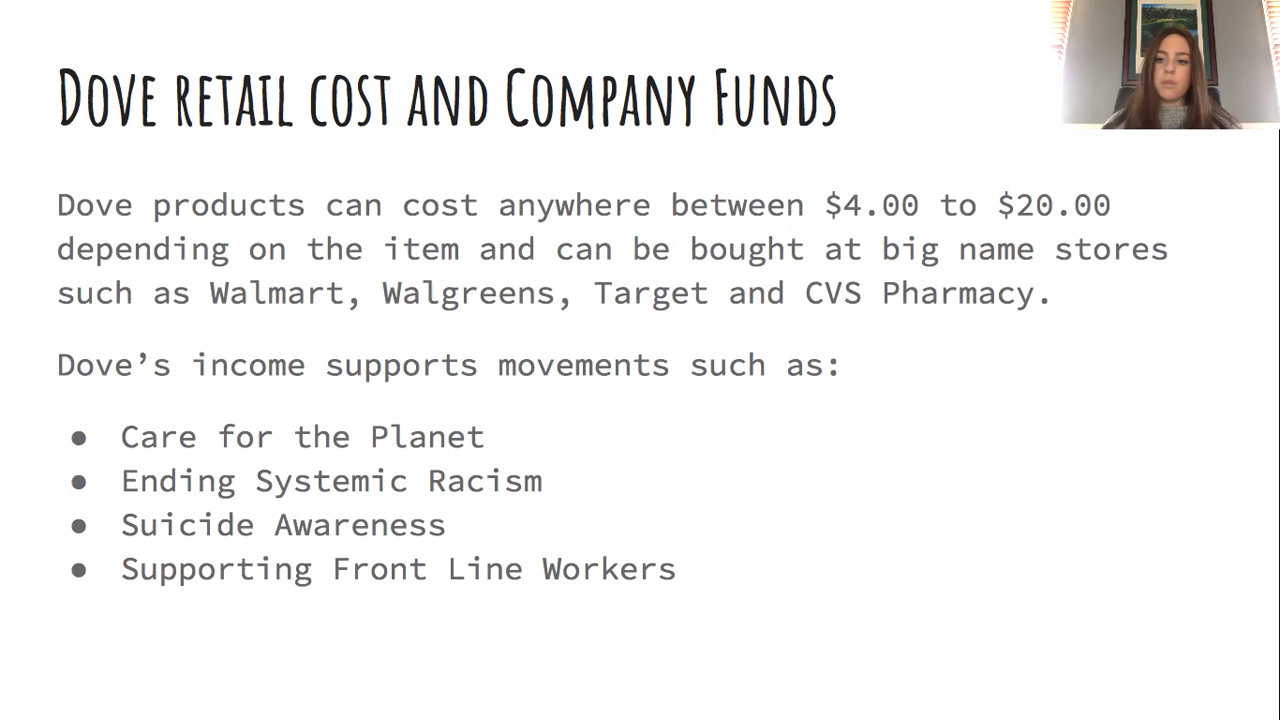 Dove retail cost and Company Funds
Dove products can cost anywhere between $4.00 to $20.00
depending on the item and can be bought at big name stores
such as Walmart, Walgreens, Target and CVS Pharmacy.
Dove’s income supports movements such as:
● Care for the Planet
● Ending Systemic Racism
● Suicide Awareness
● Supporting Front Line Workers